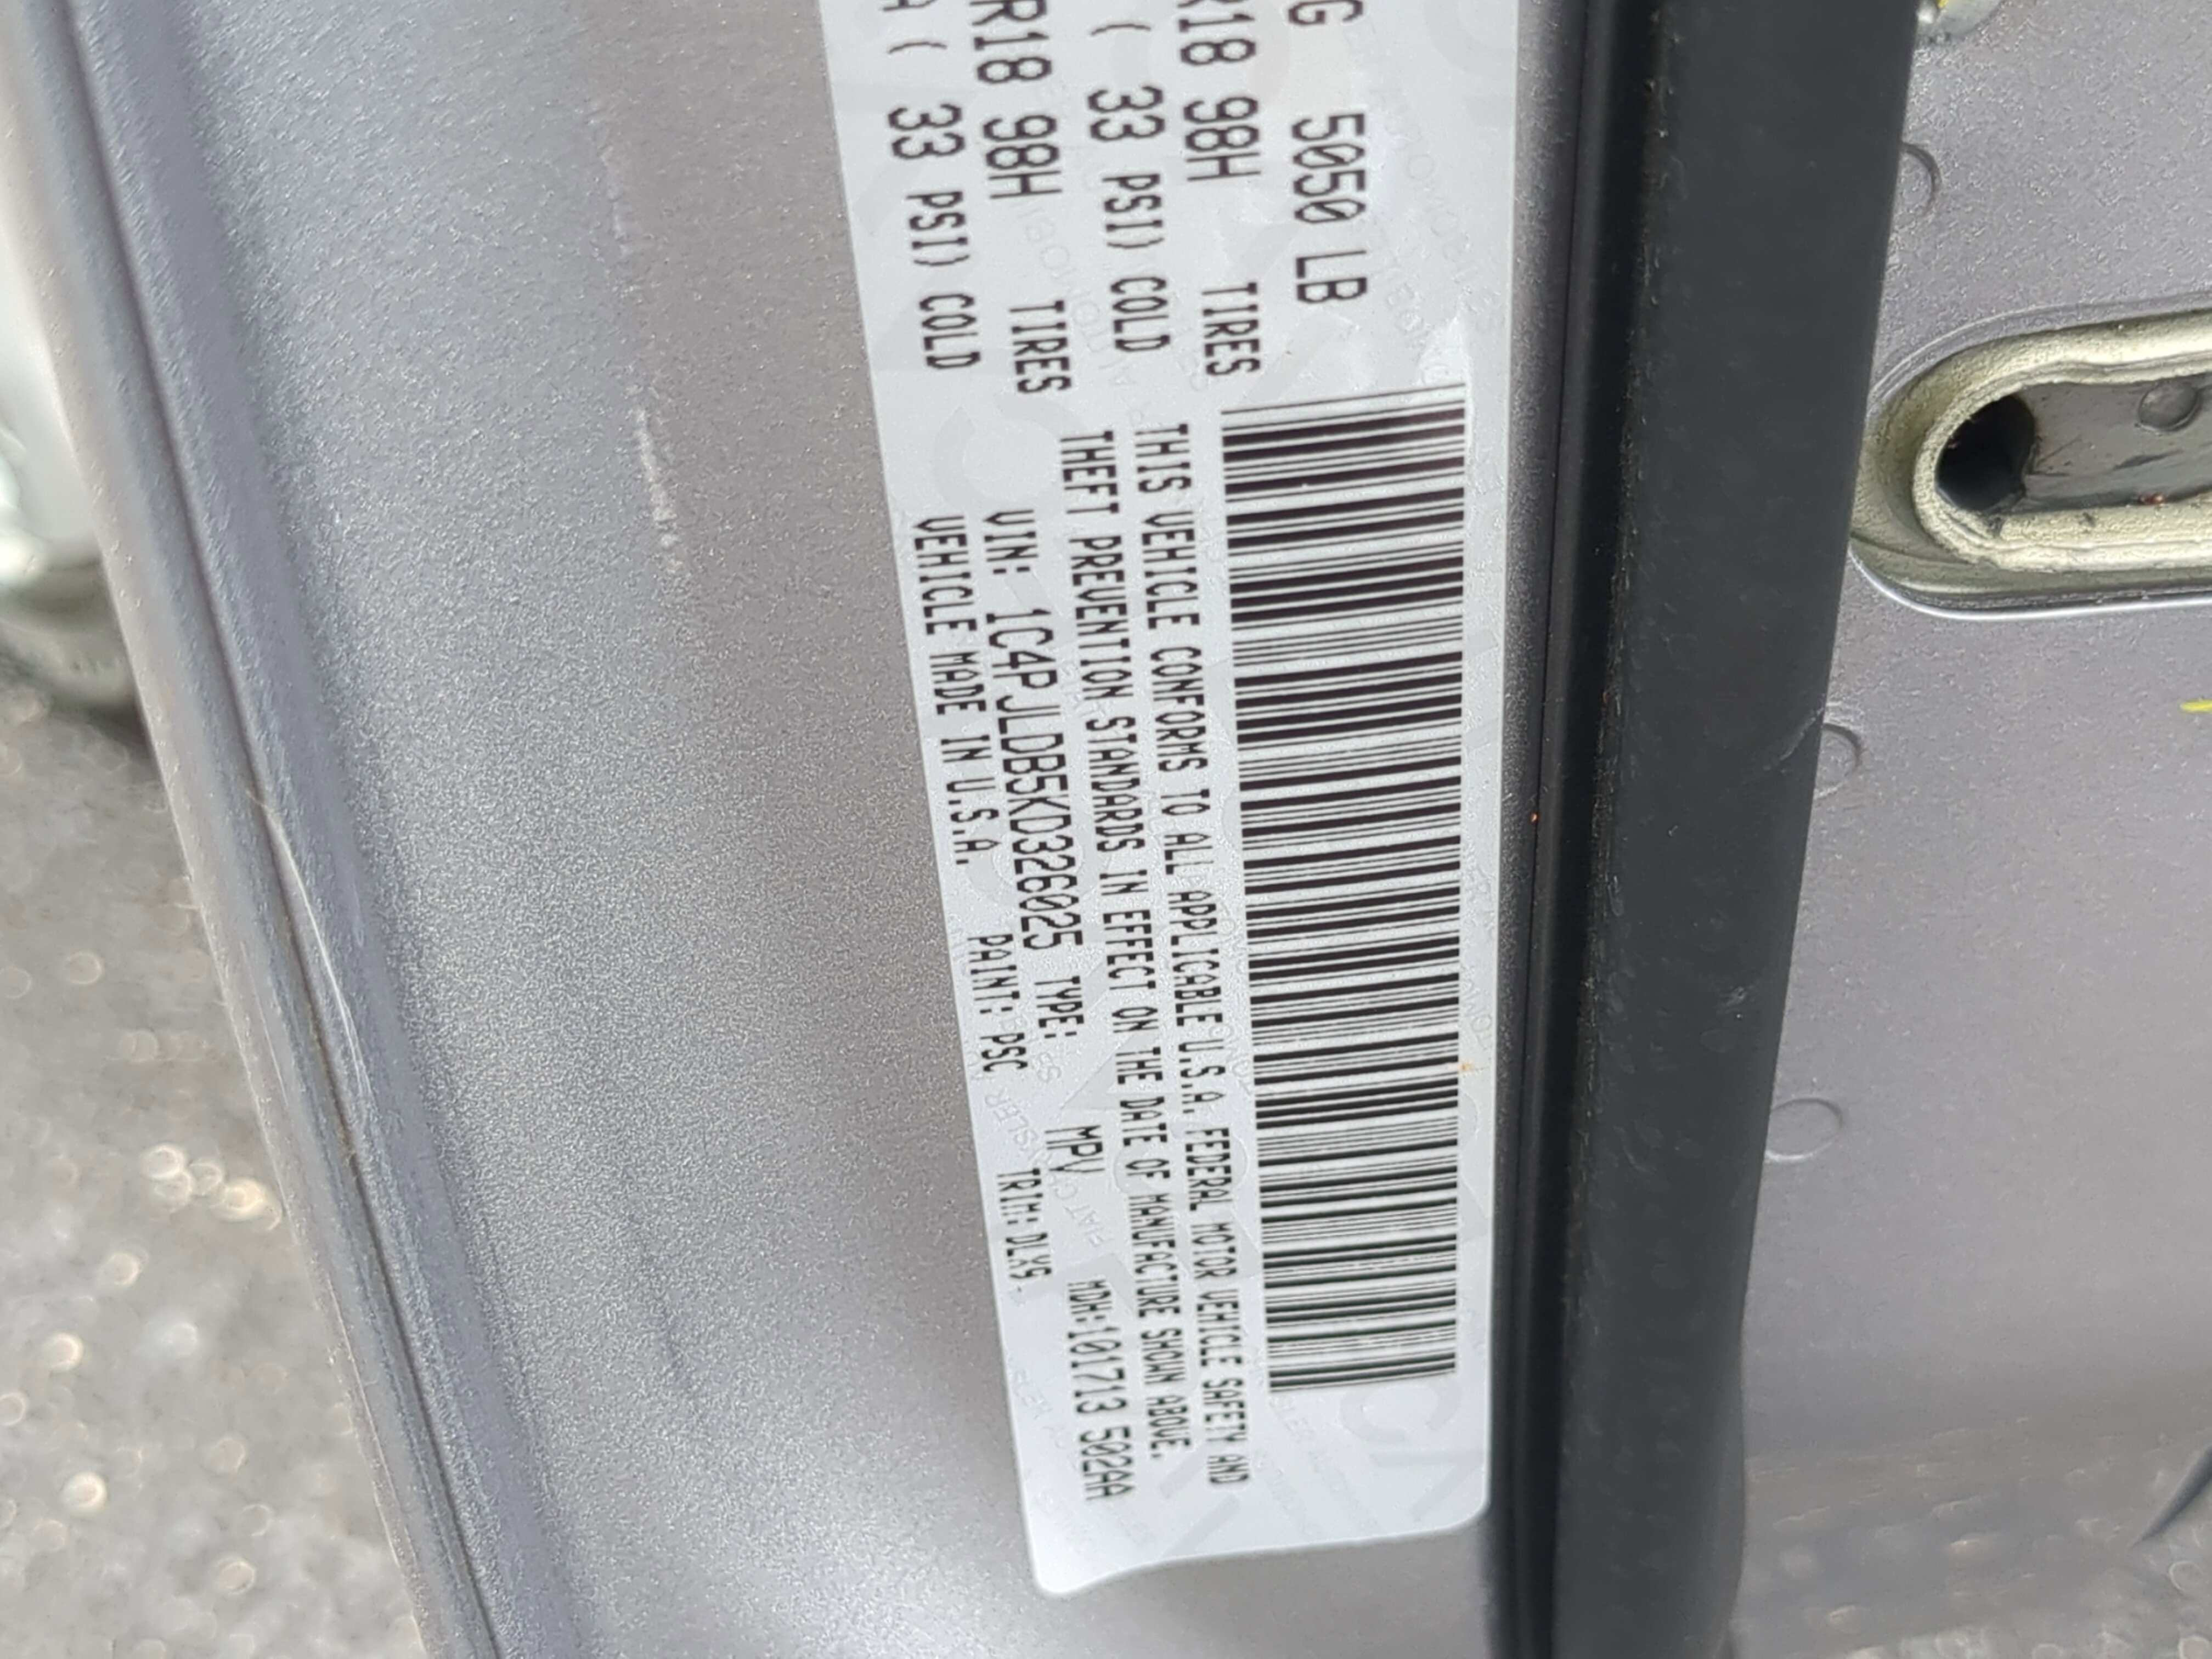 G 5050 LB
R18 98H TIRES
( 33 PSI) COLD
R18 98H TIRES
( 33 PSI) COLD
THIS VEHICLE CONFORMS TO ALL APPLICABLE U.S.A. FEDERAL MOTOR VEHICLE SAFETY AND
THEFT PREVENTION STANDARDS IN EFFECT ON THE DATE OF MANUFACTURE SHOWN ABOVE.
VIN: 1C4PJLDB5KD326025 TYPE: MPV MDH:101713 502AA
VEHICLE MADE IN U.S.A. PAINT: PSC TRIM: DLX9.